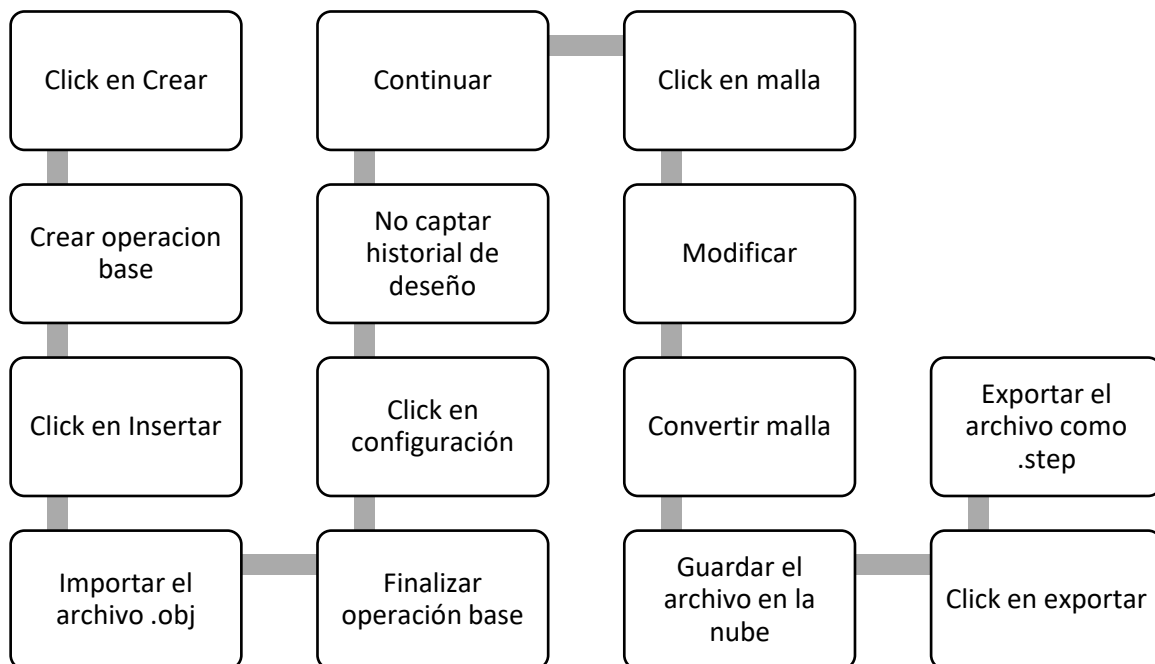 Click en Crear
Crear operacion
base
Click en Insertar
Importar el
archivo .obj
Finalizar
operación base
Click en
configuración
No captar
historial de
deseño
Continuar
Click en malla
Modificar
Convertir malla
Guardar el
archivo en la
nube
Click en exportar
Exportar el
archivo como
.step